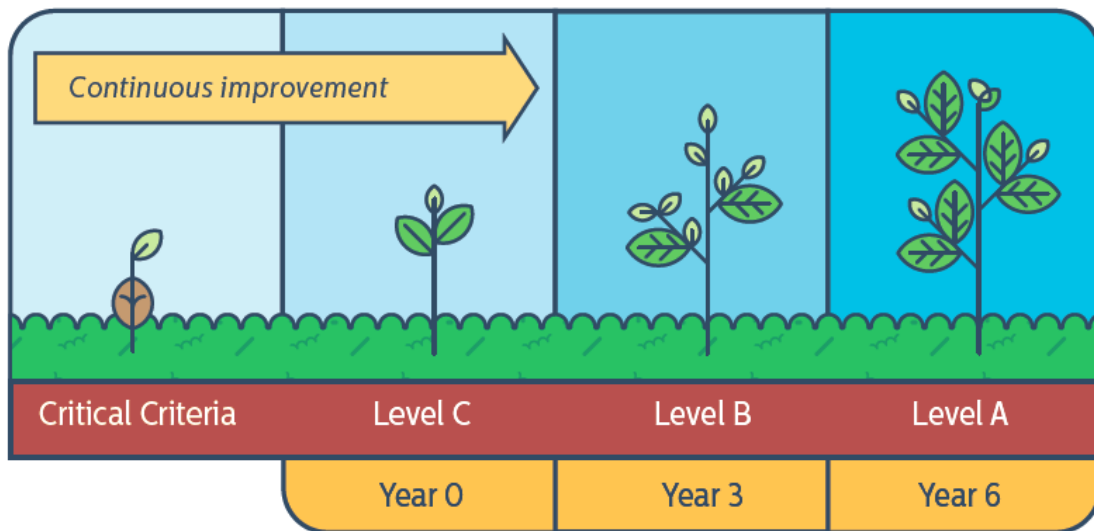 Continuous improvement
Critical Criteria
Level C
Level B
Level A
Year 0
Year 3
Year 6